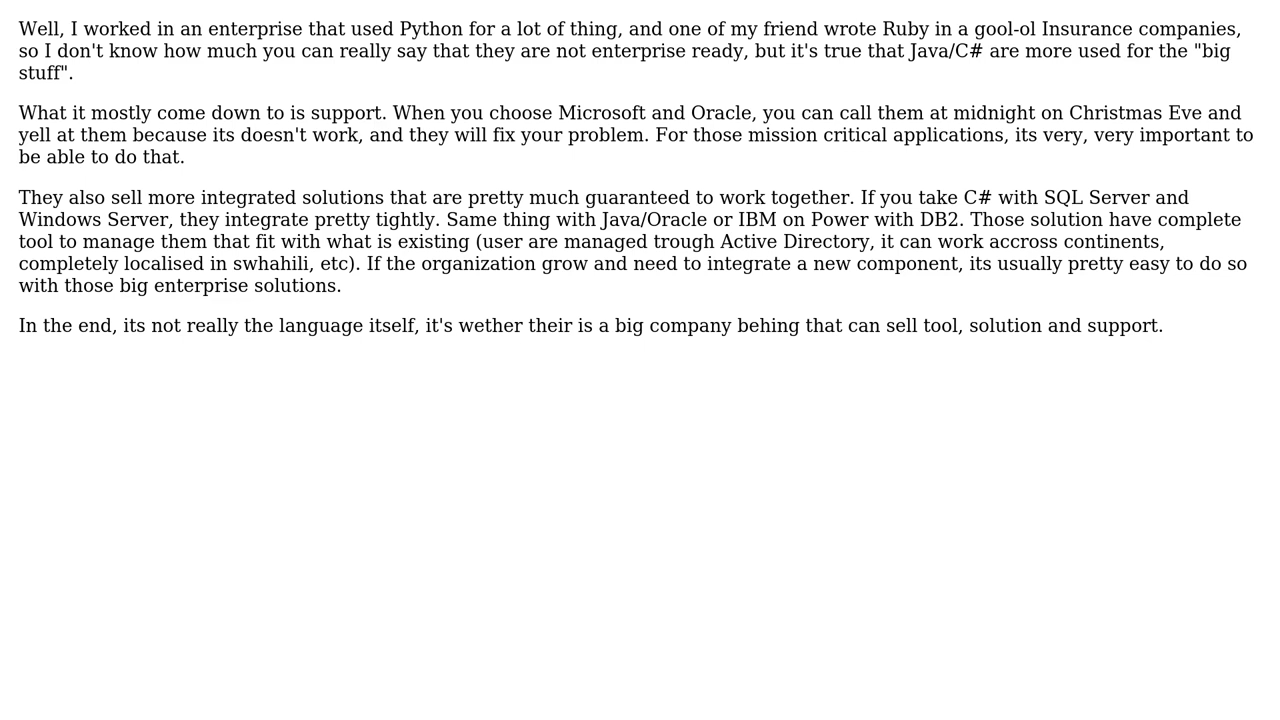 Well, I worked in an enterprise that used Python for a lot of thing, and one of my friend wrote Ruby in a gool-ol Insurance companies,
so I don't know how much you can really say that they are not enterprise ready, but it's true that Java/C# are more used for the "big
stuff".
What it mostly come down to is support. When you choose Microsoft and Oracle, you can call them at midnight on Christmas Eve and
yell at them because its doesn't work, and they will fix your problem. For those mission critical applications, its very, very important to
be able to do that.
They also sell more integrated solutions that are pretty much guaranteed to work together. If you take C# with SQL Server and
Windows Server, they integrate pretty tightly. Same thing with Java/Oracle or IBM on Power with DB2. Those solution have complete
tool to manage them that fit with what is existing (user are managed trough Active Directory, it can work accross continents,
completely localised in swhahili, etc). If the organization grow and need to integrate a new component, its usually pretty easy to do so
with those big enterprise solutions.
In the end, its not really the language itself, it's wether their is a big company behing that can sell tool, solution and support.